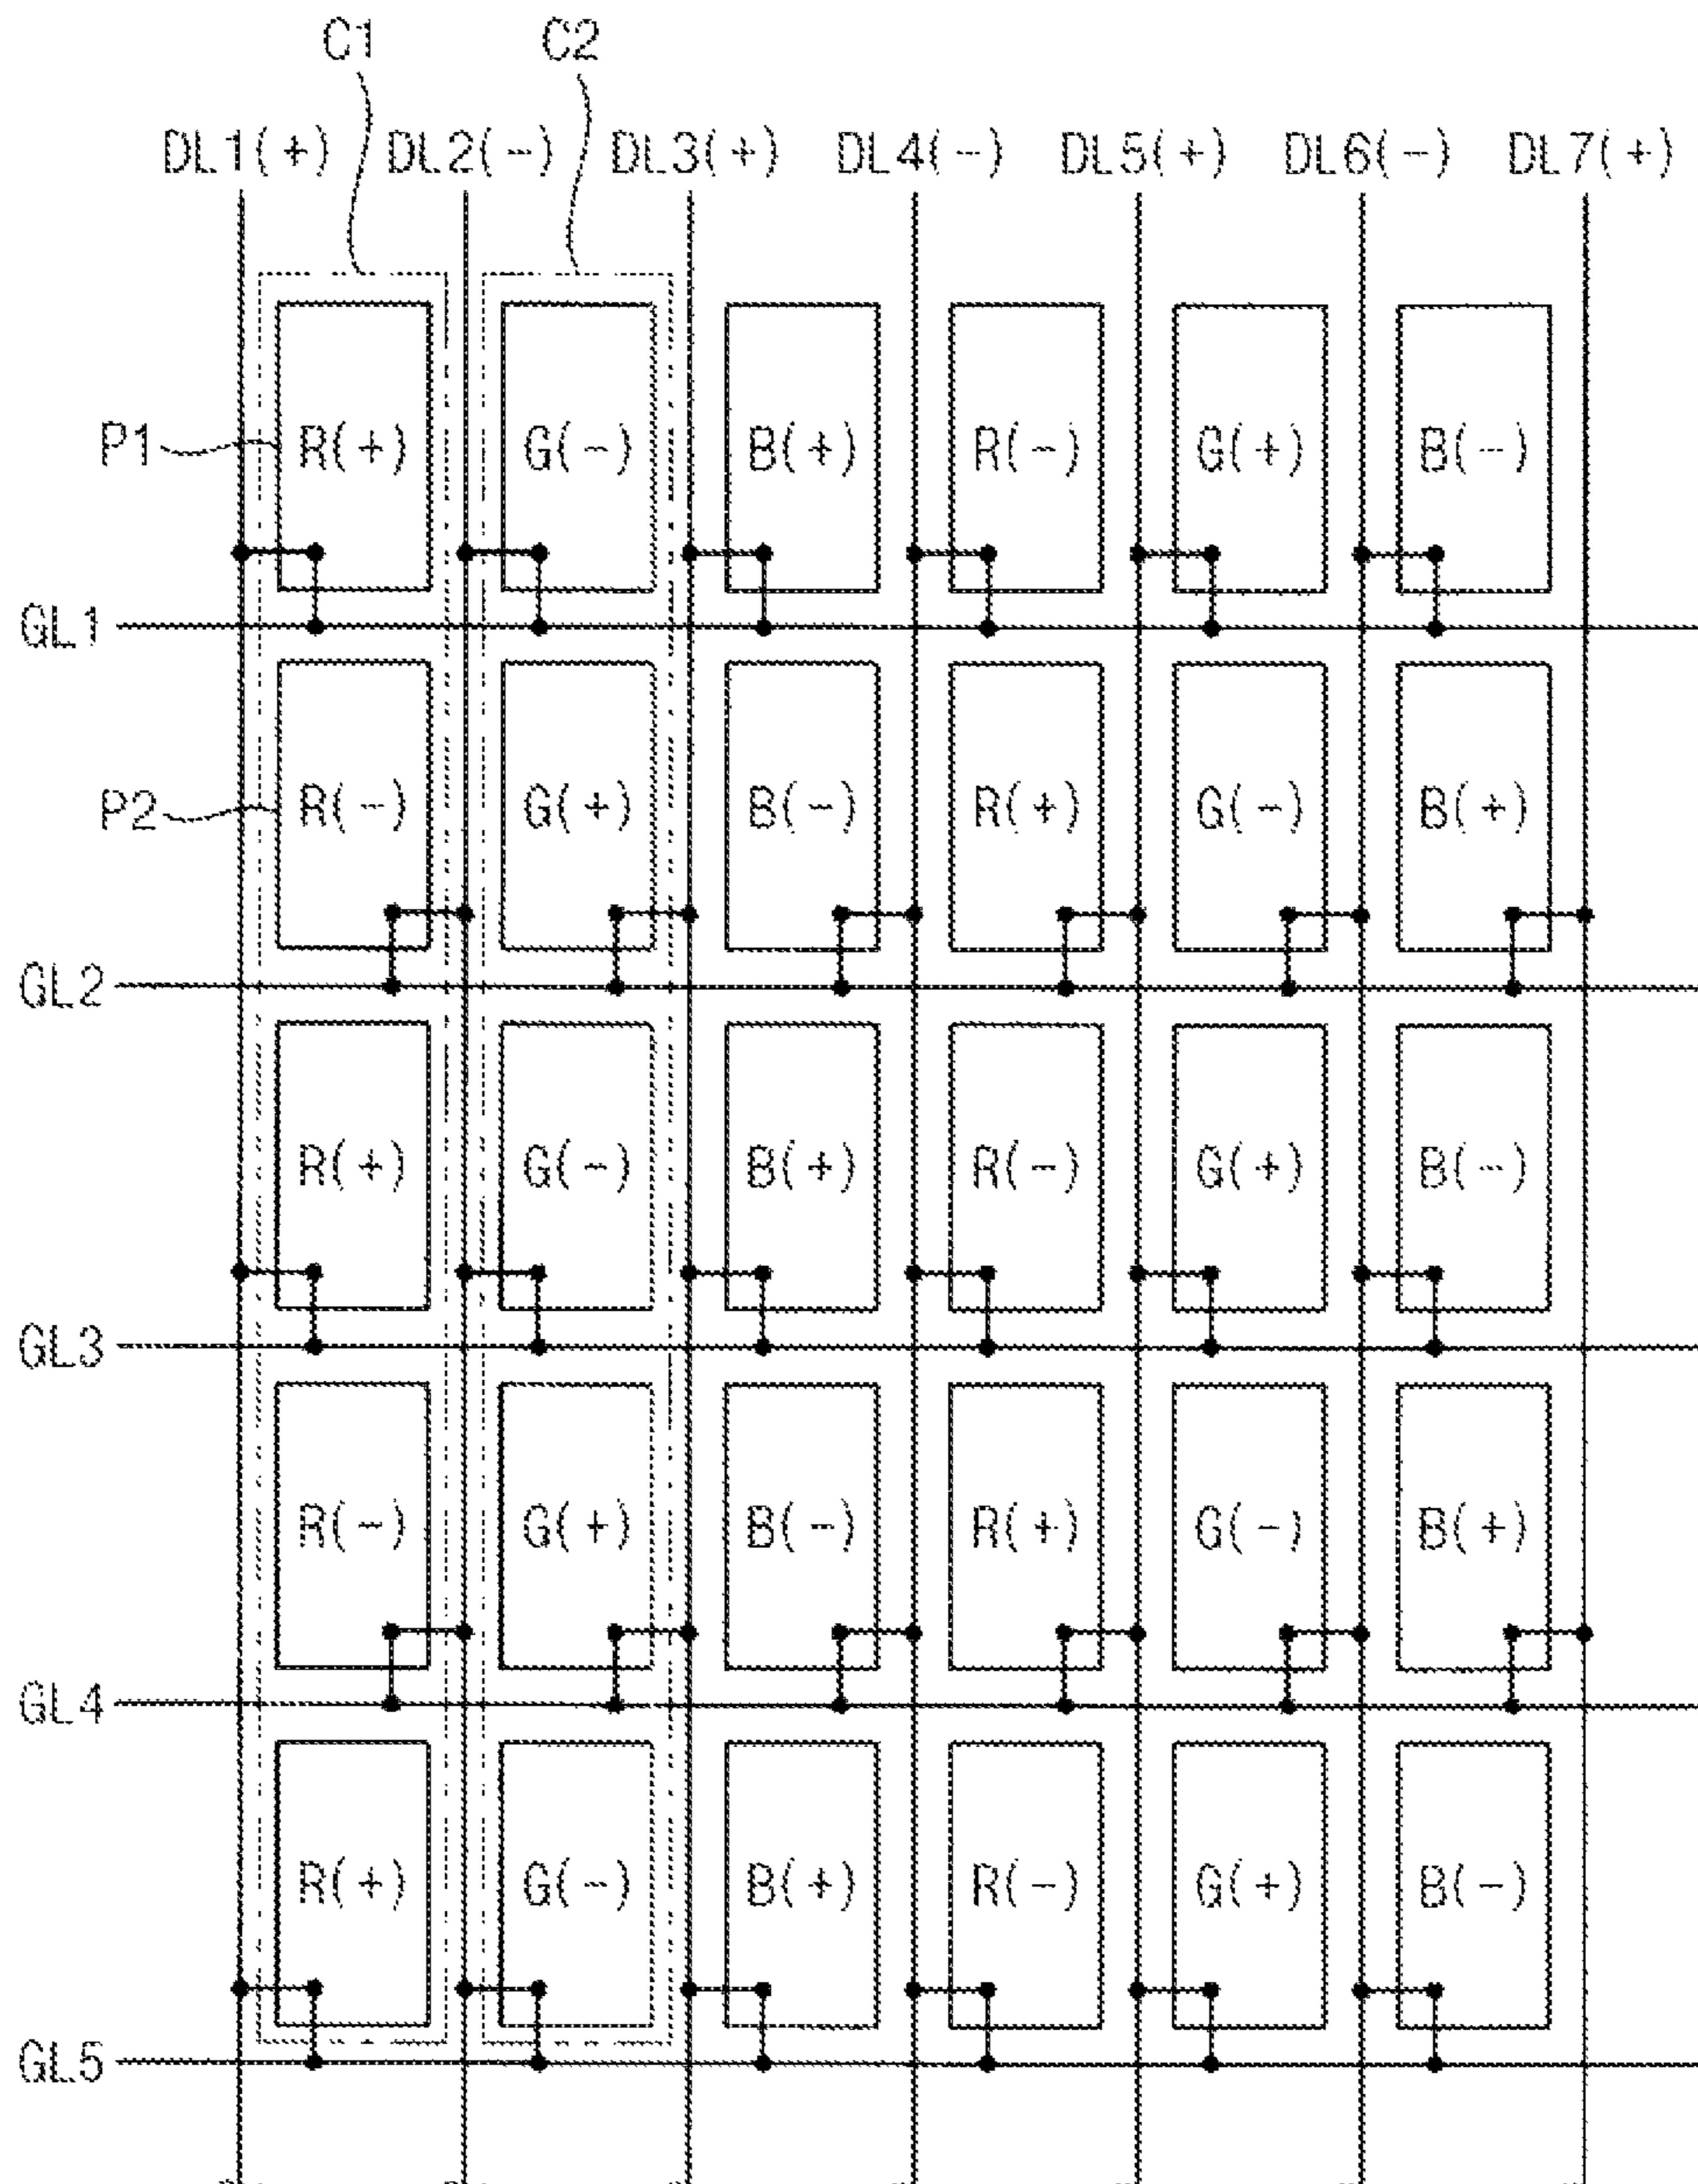 C1 C2
DL1(+) DL2(-) DL3(+) DL4(-) DL5(+) DL6(-) DL7(+)
P1 R(+) G(-) B(+) R(-) G(+) B(-)
GL1
P2 R(-) G(+) B(-) R(+) G(-) B(+)
GL2
R(+) G(-) B(+) R(-) G(+) B(-)
GL3
R(-) G(+) B(-) R(+) G(-) B(+)
GL4
R(+) G(-) B(+) R(-) G(+) B(-)
GL5